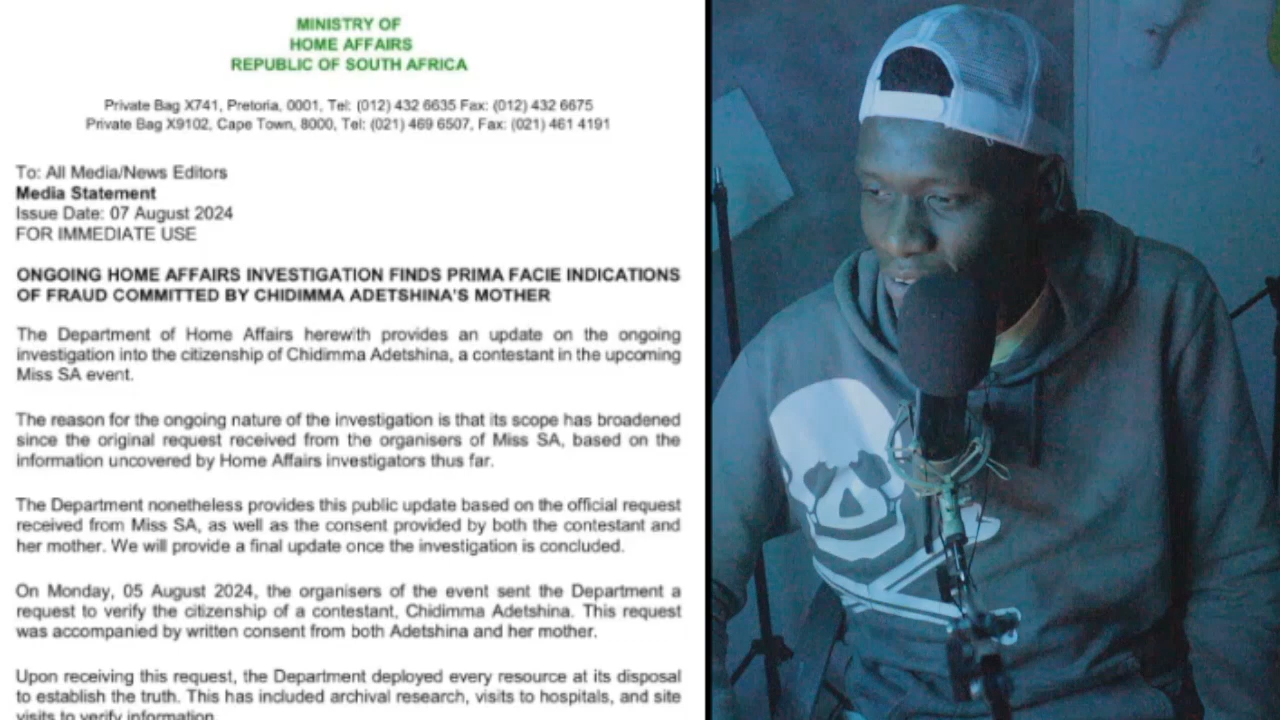 MINISTRY OF
HOME AFFAIRS
REPUBLIC OF SOUTH AFRICA
Private Bag X741, Pretoria, 0001, Tel: (012) 432 6635 Fax: (012) 432 6675
Private Bag X9102, Cape Town, 8000, Tel: (021) 469 6507, Fax: (021) 461 4191
To: All Media/News Editors
Media Statement
Issue Date: 07 August 2024
FOR IMMEDIATE USE
ONGOING HOME AFFAIRS INVESTIGATION FINDS PRIMA FACIE INDICATIONS
OF FRAUD COMMITTED BY CHIDIMMA ADETSHINA'S MOTHER
The Department of Home Affairs herewith provides an update on the ongoing
investigation into the citizenship of Chidimma Adetshina, a contestant in the upcoming
Miss SA event.
The reason for the ongoing nature of the investigation is that its scope has broadened
since the original request received from the organisers of Miss SA, based on the
information uncovered by Home Affairs investigators thus far.
The Department nonetheless provides this public update based on the official request
received from Miss SA, as well as the consent provided by both the contestant and
her mother. We will provide a final update once the investigation is concluded.
On Monday, 05 August 2024, the organisers of the event sent the Department a
request to verify the citizenship of a contestant, Chidimma Adetshina. This request
was accompanied by written consent from both Adetshina and her mother.
Upon receiving this request, the Department deployed every resource at its disposal
to establish the truth. This has included archival research, visits to hospitals, and site
visits to verify information.